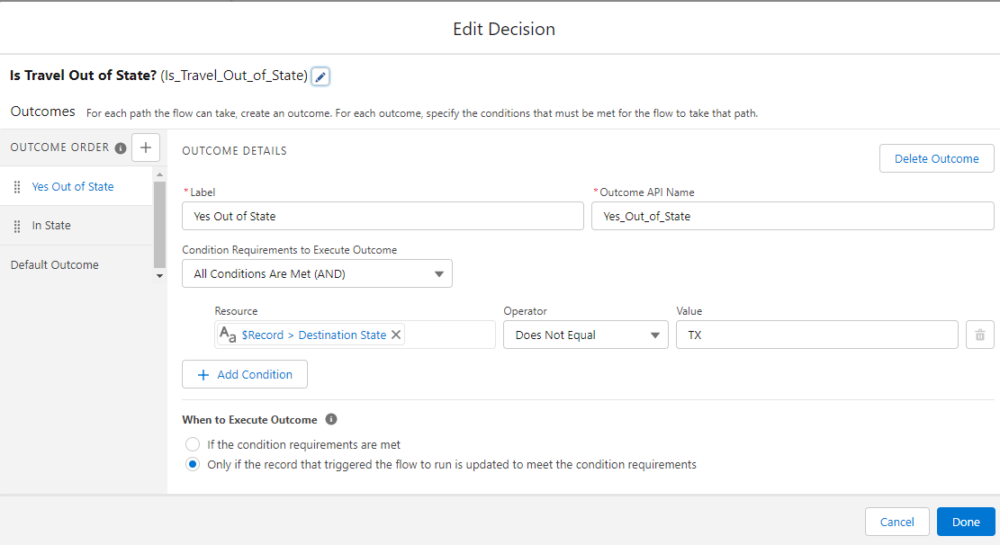 Edit Decision
Is Travel Out of State? (Is_Travel_Out_of_State)
Outcomes For each path the flow can take, create an outcome. For each outcome, specify the conditions that must be met for the flow to take that path.
OUTCOME ORDER
Yes Out of State
In State
Default Outcome
OUTCOME DETAILS
Delete Outcome
*Label
Yes Out of State
*Outcome API Name
Yes_Out_of_State
Condition Requirements to Execute Outcome
All Conditions Are Met (AND)
Resource
Aa $Record > Destination State
Operator
Does Not Equal
Value
TX
+ Add Condition
When to Execute Outcome
If the condition requirements are met
Only if the record that triggered the flow to run is updated to meet the condition requirements
Cancel
Done